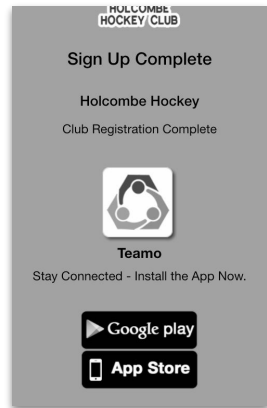 HOLCOMBE
HOCKEY CLUB
Sign Up Complete
Holcombe Hockey
Club Registration Complete
Teamo
Stay Connected - Install the App Now.
Google play
App Store